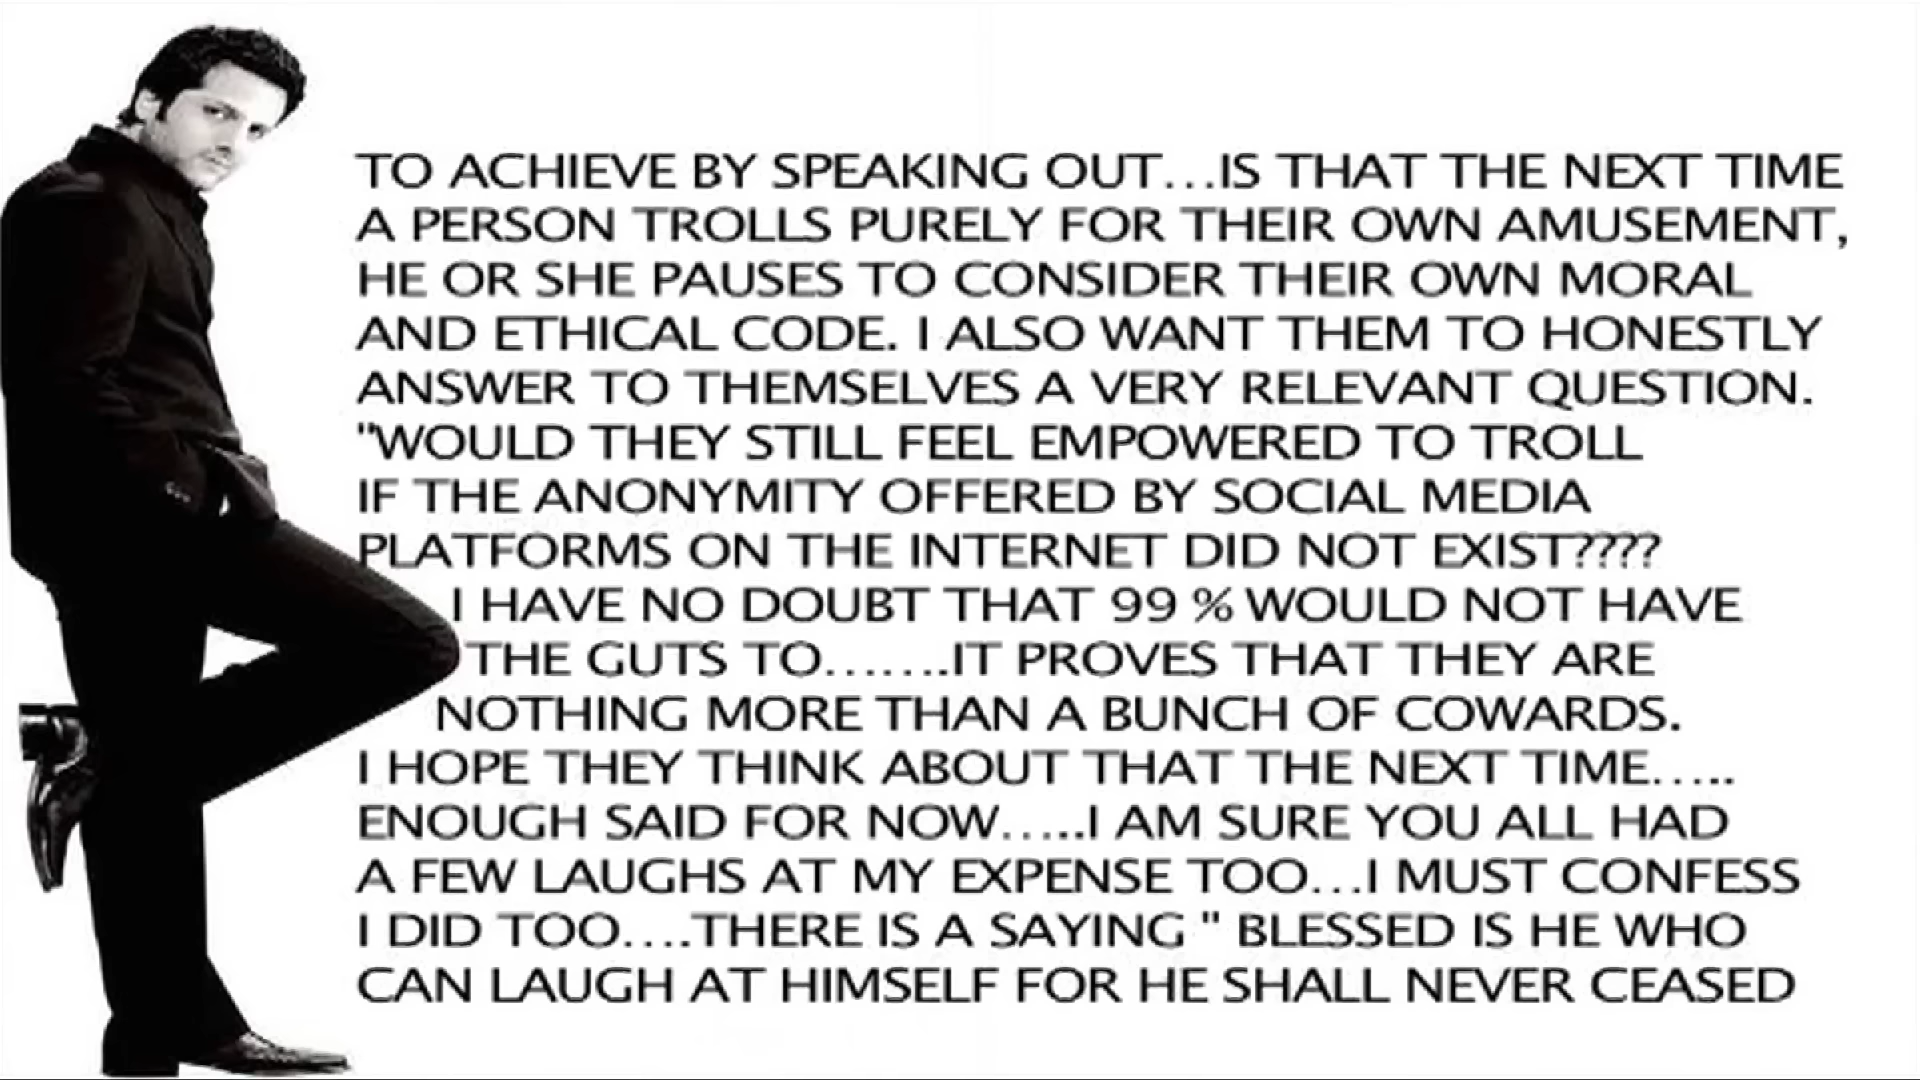 TO ACHIEVE BY SPEAKING OUT...IS THAT THE NEXT TIME
A PERSON TROLLS PURELY FOR THEIR OWN AMUSEMENT,
HE OR SHE PAUSES TO CONSIDER THEIR OWN MORAL
AND ETHICAL CODE. I ALSO WANT THEM TO HONESTLY
ANSWER TO THEMSELVES A VERY RELEVANT QUESTION.
"WOULD THEY STILL FEEL EMPOWERED TO TROLL
IF THE ANONYMITY OFFERED BY SOCIAL MEDIA
PLATFORMS ON THE INTERNET DID NOT EXIST????
I HAVE NO DOUBT THAT 99 % WOULD NOT HAVE
THE GUTS TO.......IT PROVES THAT THEY ARE
NOTHING MORE THAN A BUNCH OF COWARDS.
I HOPE THEY THINK ABOUT THAT THE NEXT TIME.....
ENOUGH SAID FOR NOW.....I AM SURE YOU ALL HAD
A FEW LAUGHS AT MY EXPENSE TOO...I MUST CONFESS
I DID TOO....THERE IS A SAYING " BLESSED IS HE WHO
CAN LAUGH AT HIMSELF FOR HE SHALL NEVER CEASED